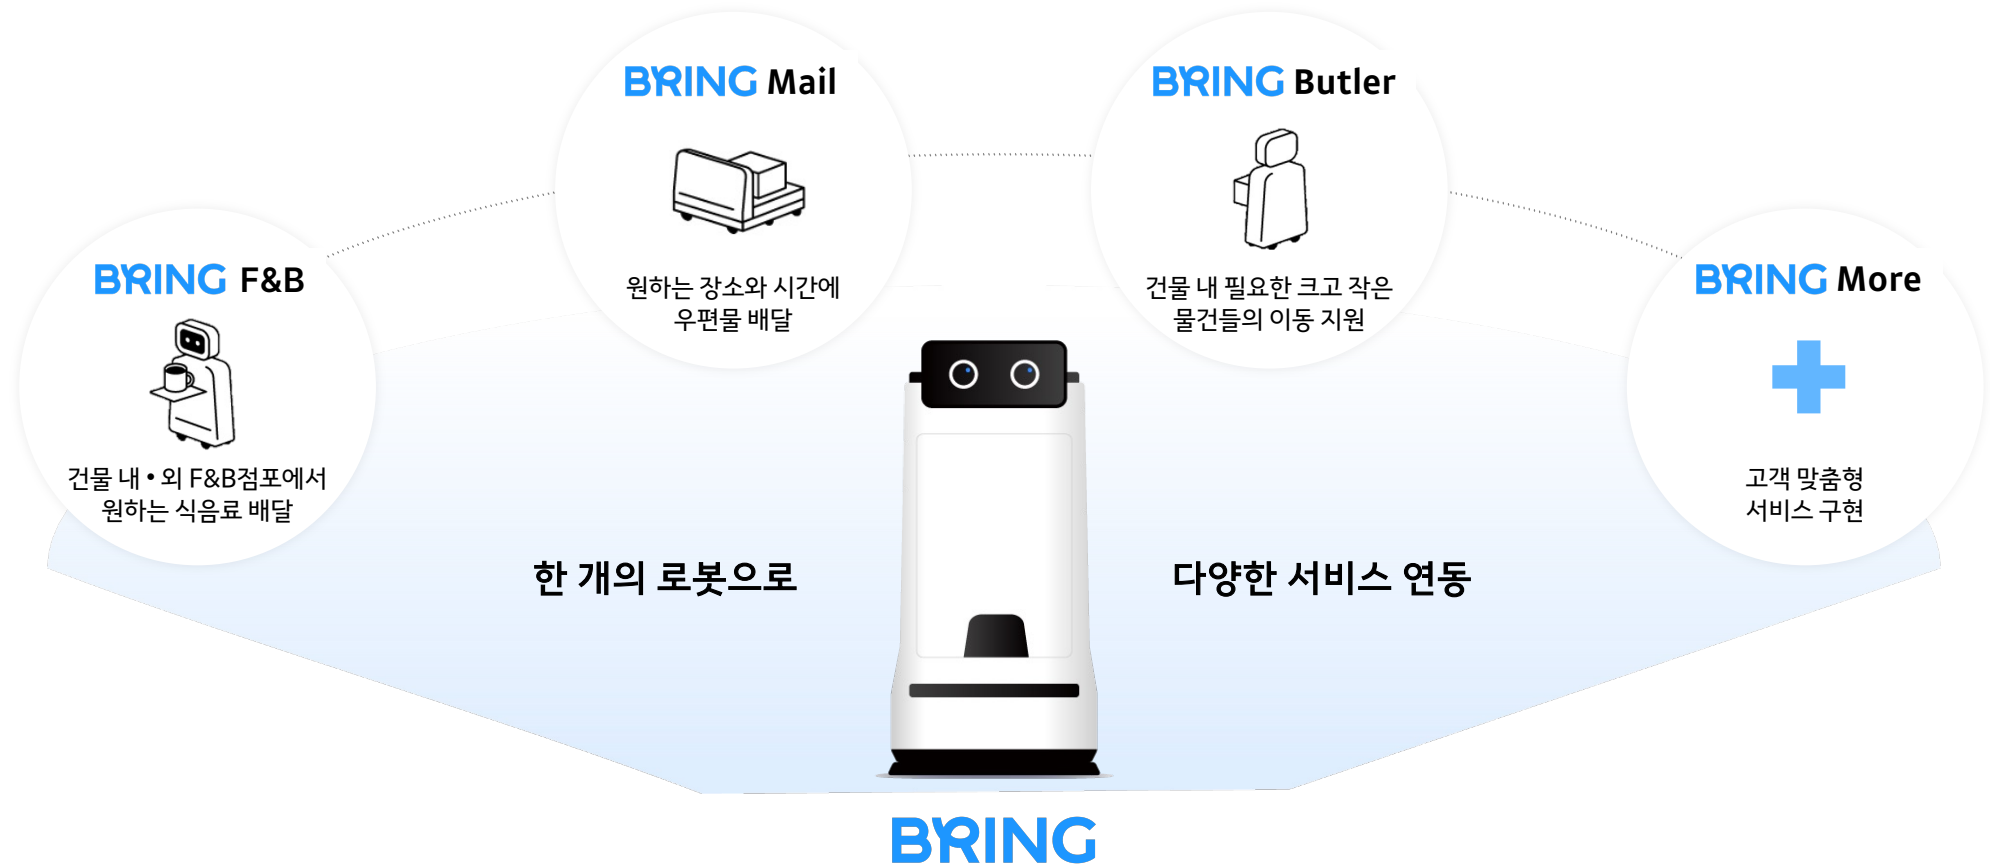 BRING Mail
원하는 장소와 시간에
우편물 배달
BRING Butler
건물 내 필요한 크고 작은
물건들의 이동 지원
BRING F&B
건물 내 • 외 F&B점포에서
원하는 식음료 배달
BRING More
고객 맞춤형
서비스 구현
한 개의 로봇으로
다양한 서비스 연동
BRING